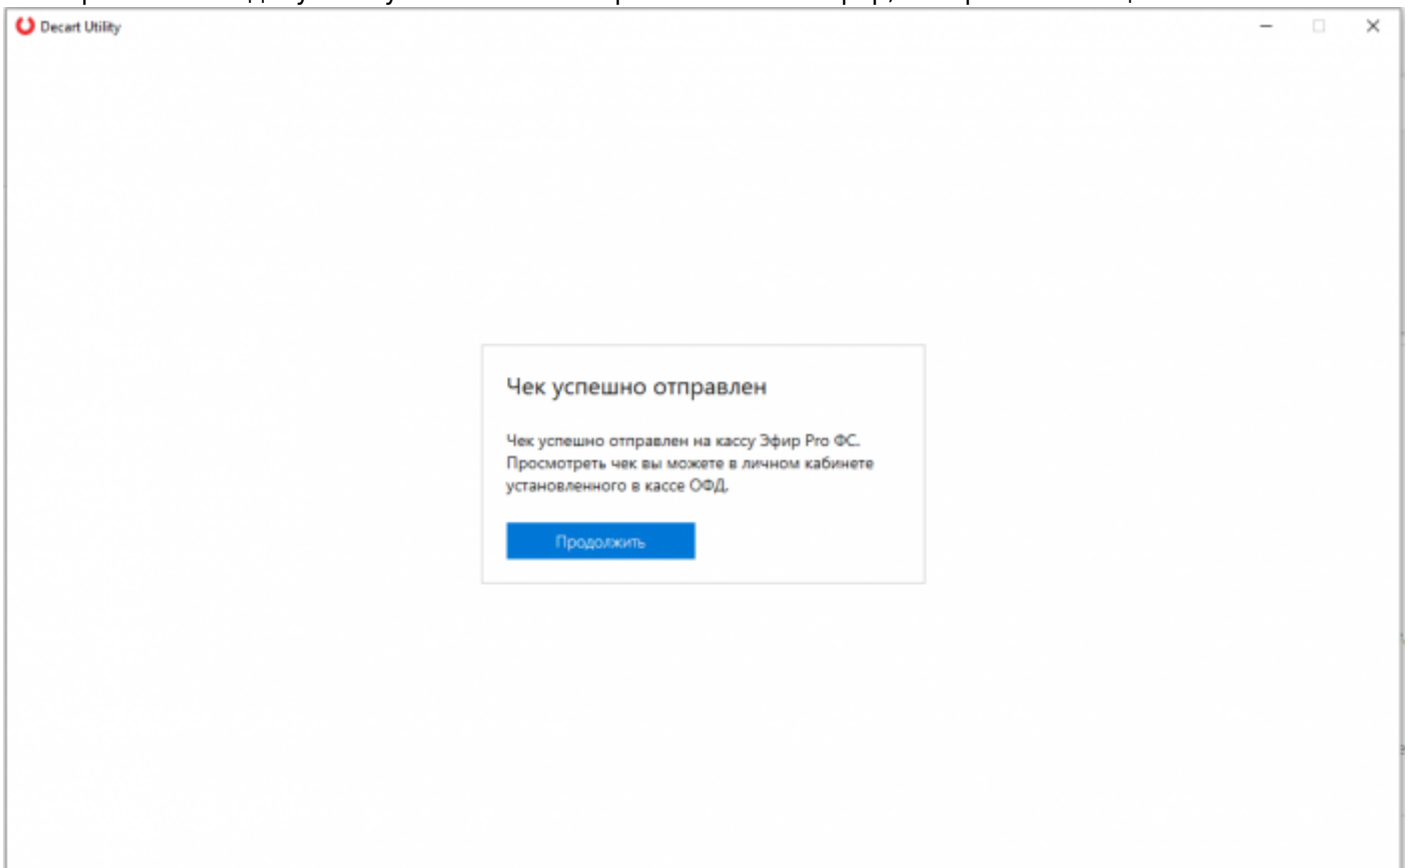 Decart Utility
Чек успешно отправлен
Чек успешно отправлен на кассу Эфир Pro ФС.
Просмотреть чек вы можете в личном кабинете
установленного в кассе ОФД.
Продолжить